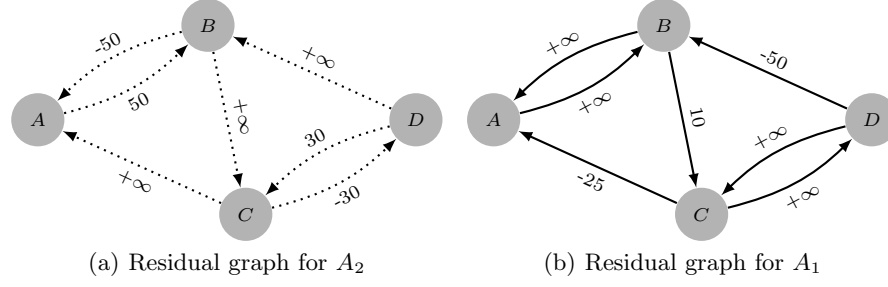 B
-50
50
+∞
+∞
A
D
30
-30
+∞
C
(a) Residual graph for A₂
B
+∞
+∞
-50
10
A
D
+∞
+∞
-25
C
(b) Residual graph for A₁